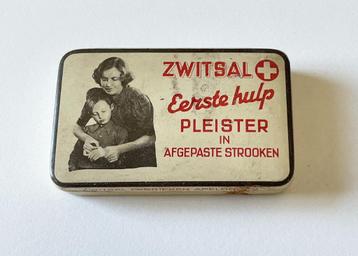 ZWITSAL
Eerste hulp
PLEISTER
IN
AFGEPASTE STROOKEN